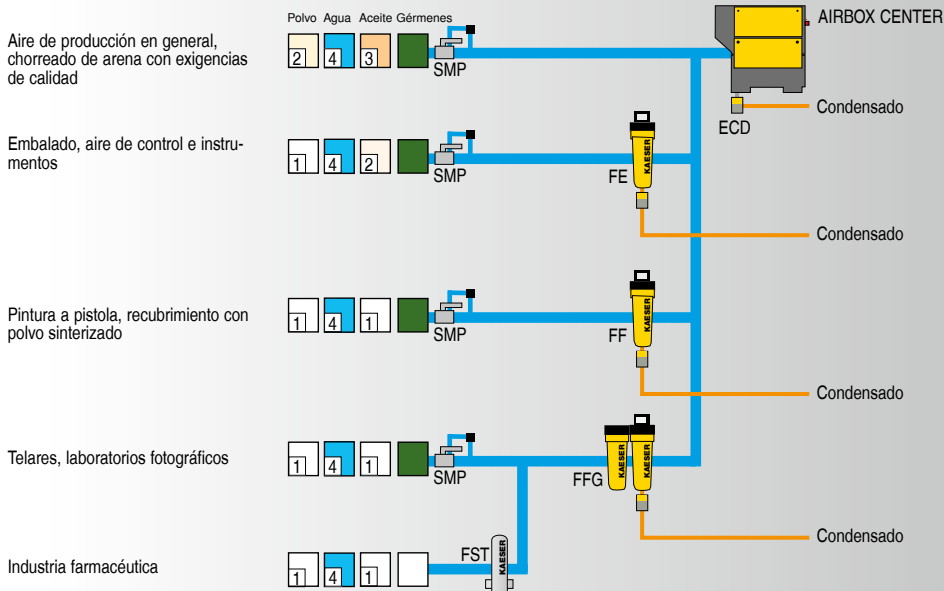 Polvo Agua Aceite Gérmenes
AIRBOX CENTER
Aire de producción en general,
chorreado de arena con exigencias
de calidad
2 4 3
SMP
ECD
Condensado
Embalado, aire de control e instru-
mentos
1 4 2
SMP
FE
KAESER
Condensado
Pintura a pistola, recubrimiento con
polvo sinterizado
1 4 1
SMP
FF
KAESER
Condensado
Telares, laboratorios fotográficos
1 4 1
SMP
FFG
KAESER
KAESER
Condensado
Industria farmacéutica
1 4 1
FST
KAESER